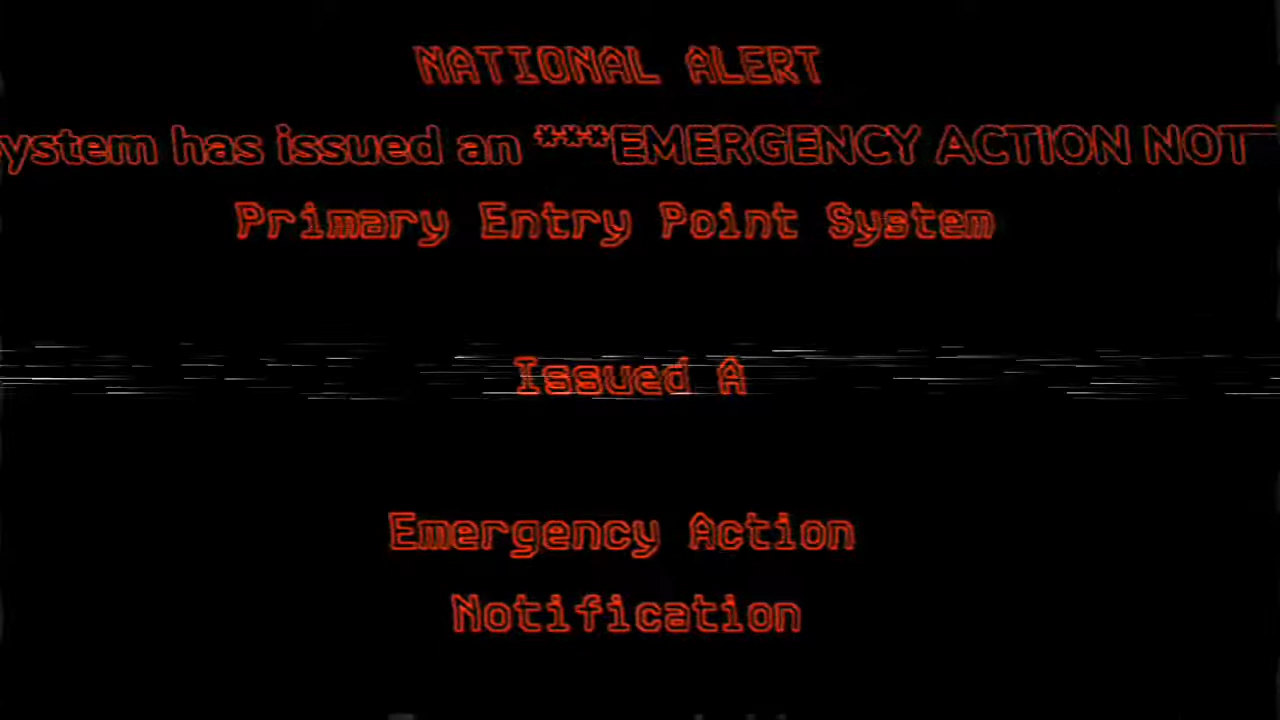 NATIONAL ALERT
ystem has issued an ***EMERGENCY ACTION NOT
Primary Entry Point System
Issued A
Emergency Action
Notification